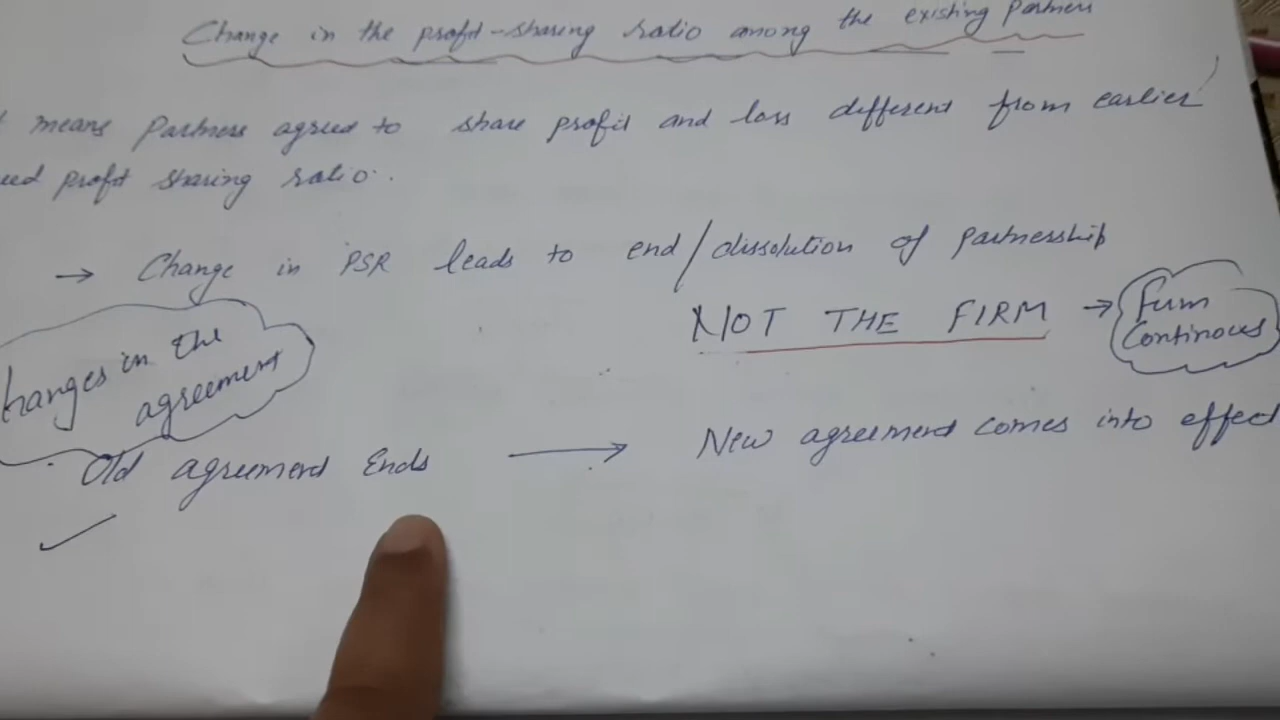 Change in the profit-sharing ratio among the existing Partners
means Partners agreed to share profit and loss different from earlier
profit sharing ratio.
→ Change in PSR leads to end/dissolution of partnership
NOT THE FIRM → Firm Continous
Changes in the agreement
Old agreement Ends → New agreement comes into effect